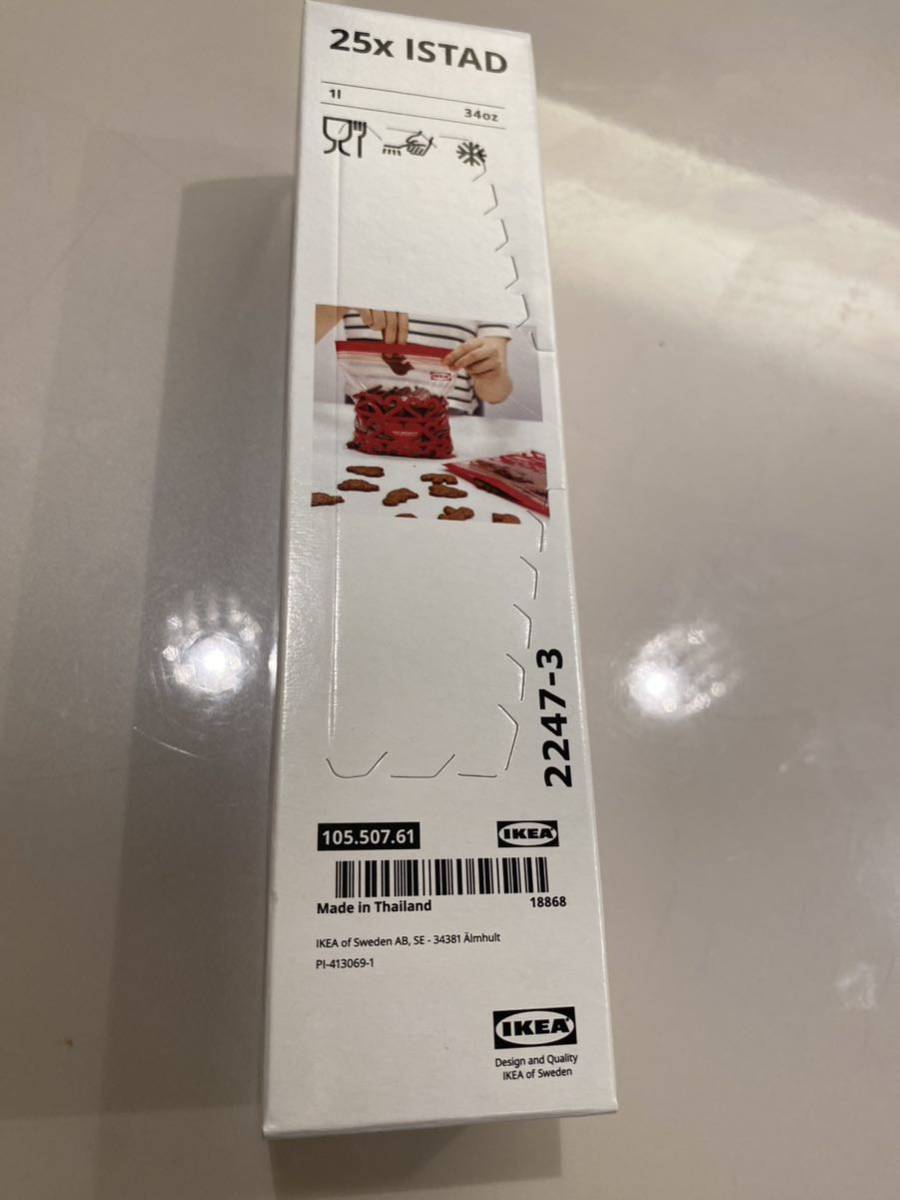 25x ISTAD
1l
34oz
IKEA
2247-3
105.507.61
IKEA
Made in Thailand
18868
IKEA of Sweden AB, SE - 34381 Älmhult
PI-413069-1
IKEA
Design and Quality
IKEA of Sweden